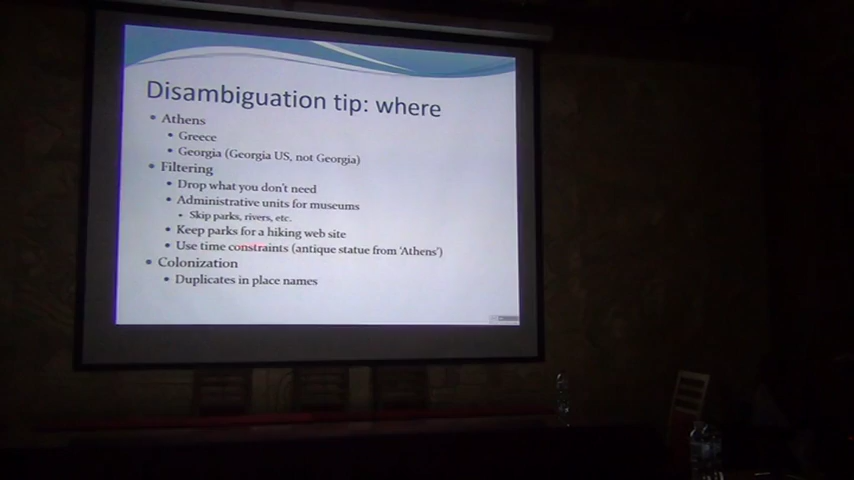 Disambiguation tip: where
• Athens
• Greece
• Georgia (Georgia US, not Georgia)
• Filtering
• Drop what you don't need
• Administrative units for museums
• Skip parks, rivers, etc.
• Keep parks for a hiking web site
• Use time constraints (antique statue from 'Athens')
• Colonization
• Duplicates in place names